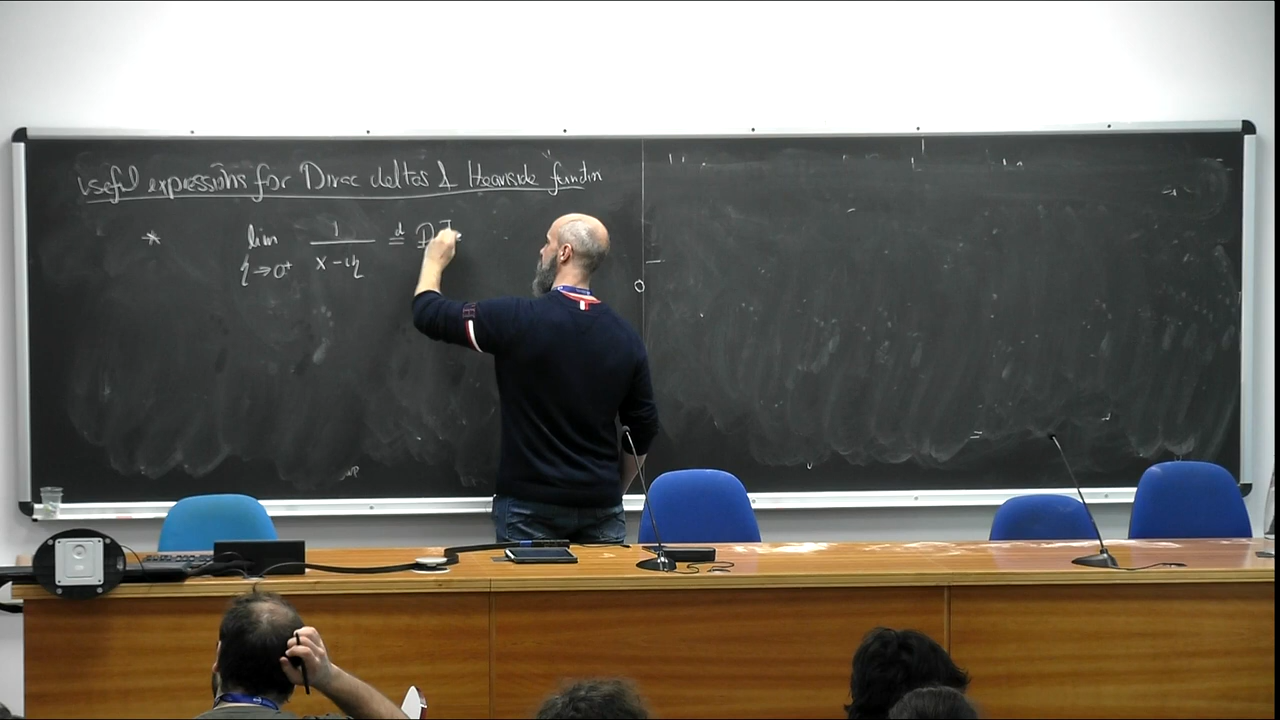 Useful expressions for Dirac deltas & Heaviside function
* lim 1 d
η→0⁺ x - iη =